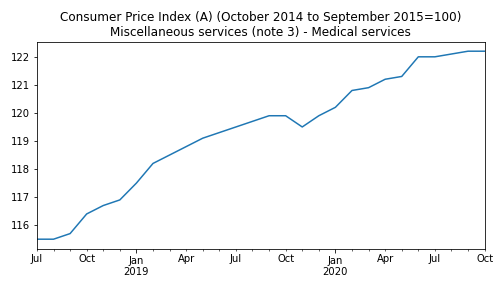 Consumer Price Index (A) (October 2014 to September 2015=100)
Miscellaneous services (note 3) - Medical services
122
121
120
119
118
117
116
Jul Oct Jan Apr Jul Oct Jan Apr Jul Oct
2019 2020